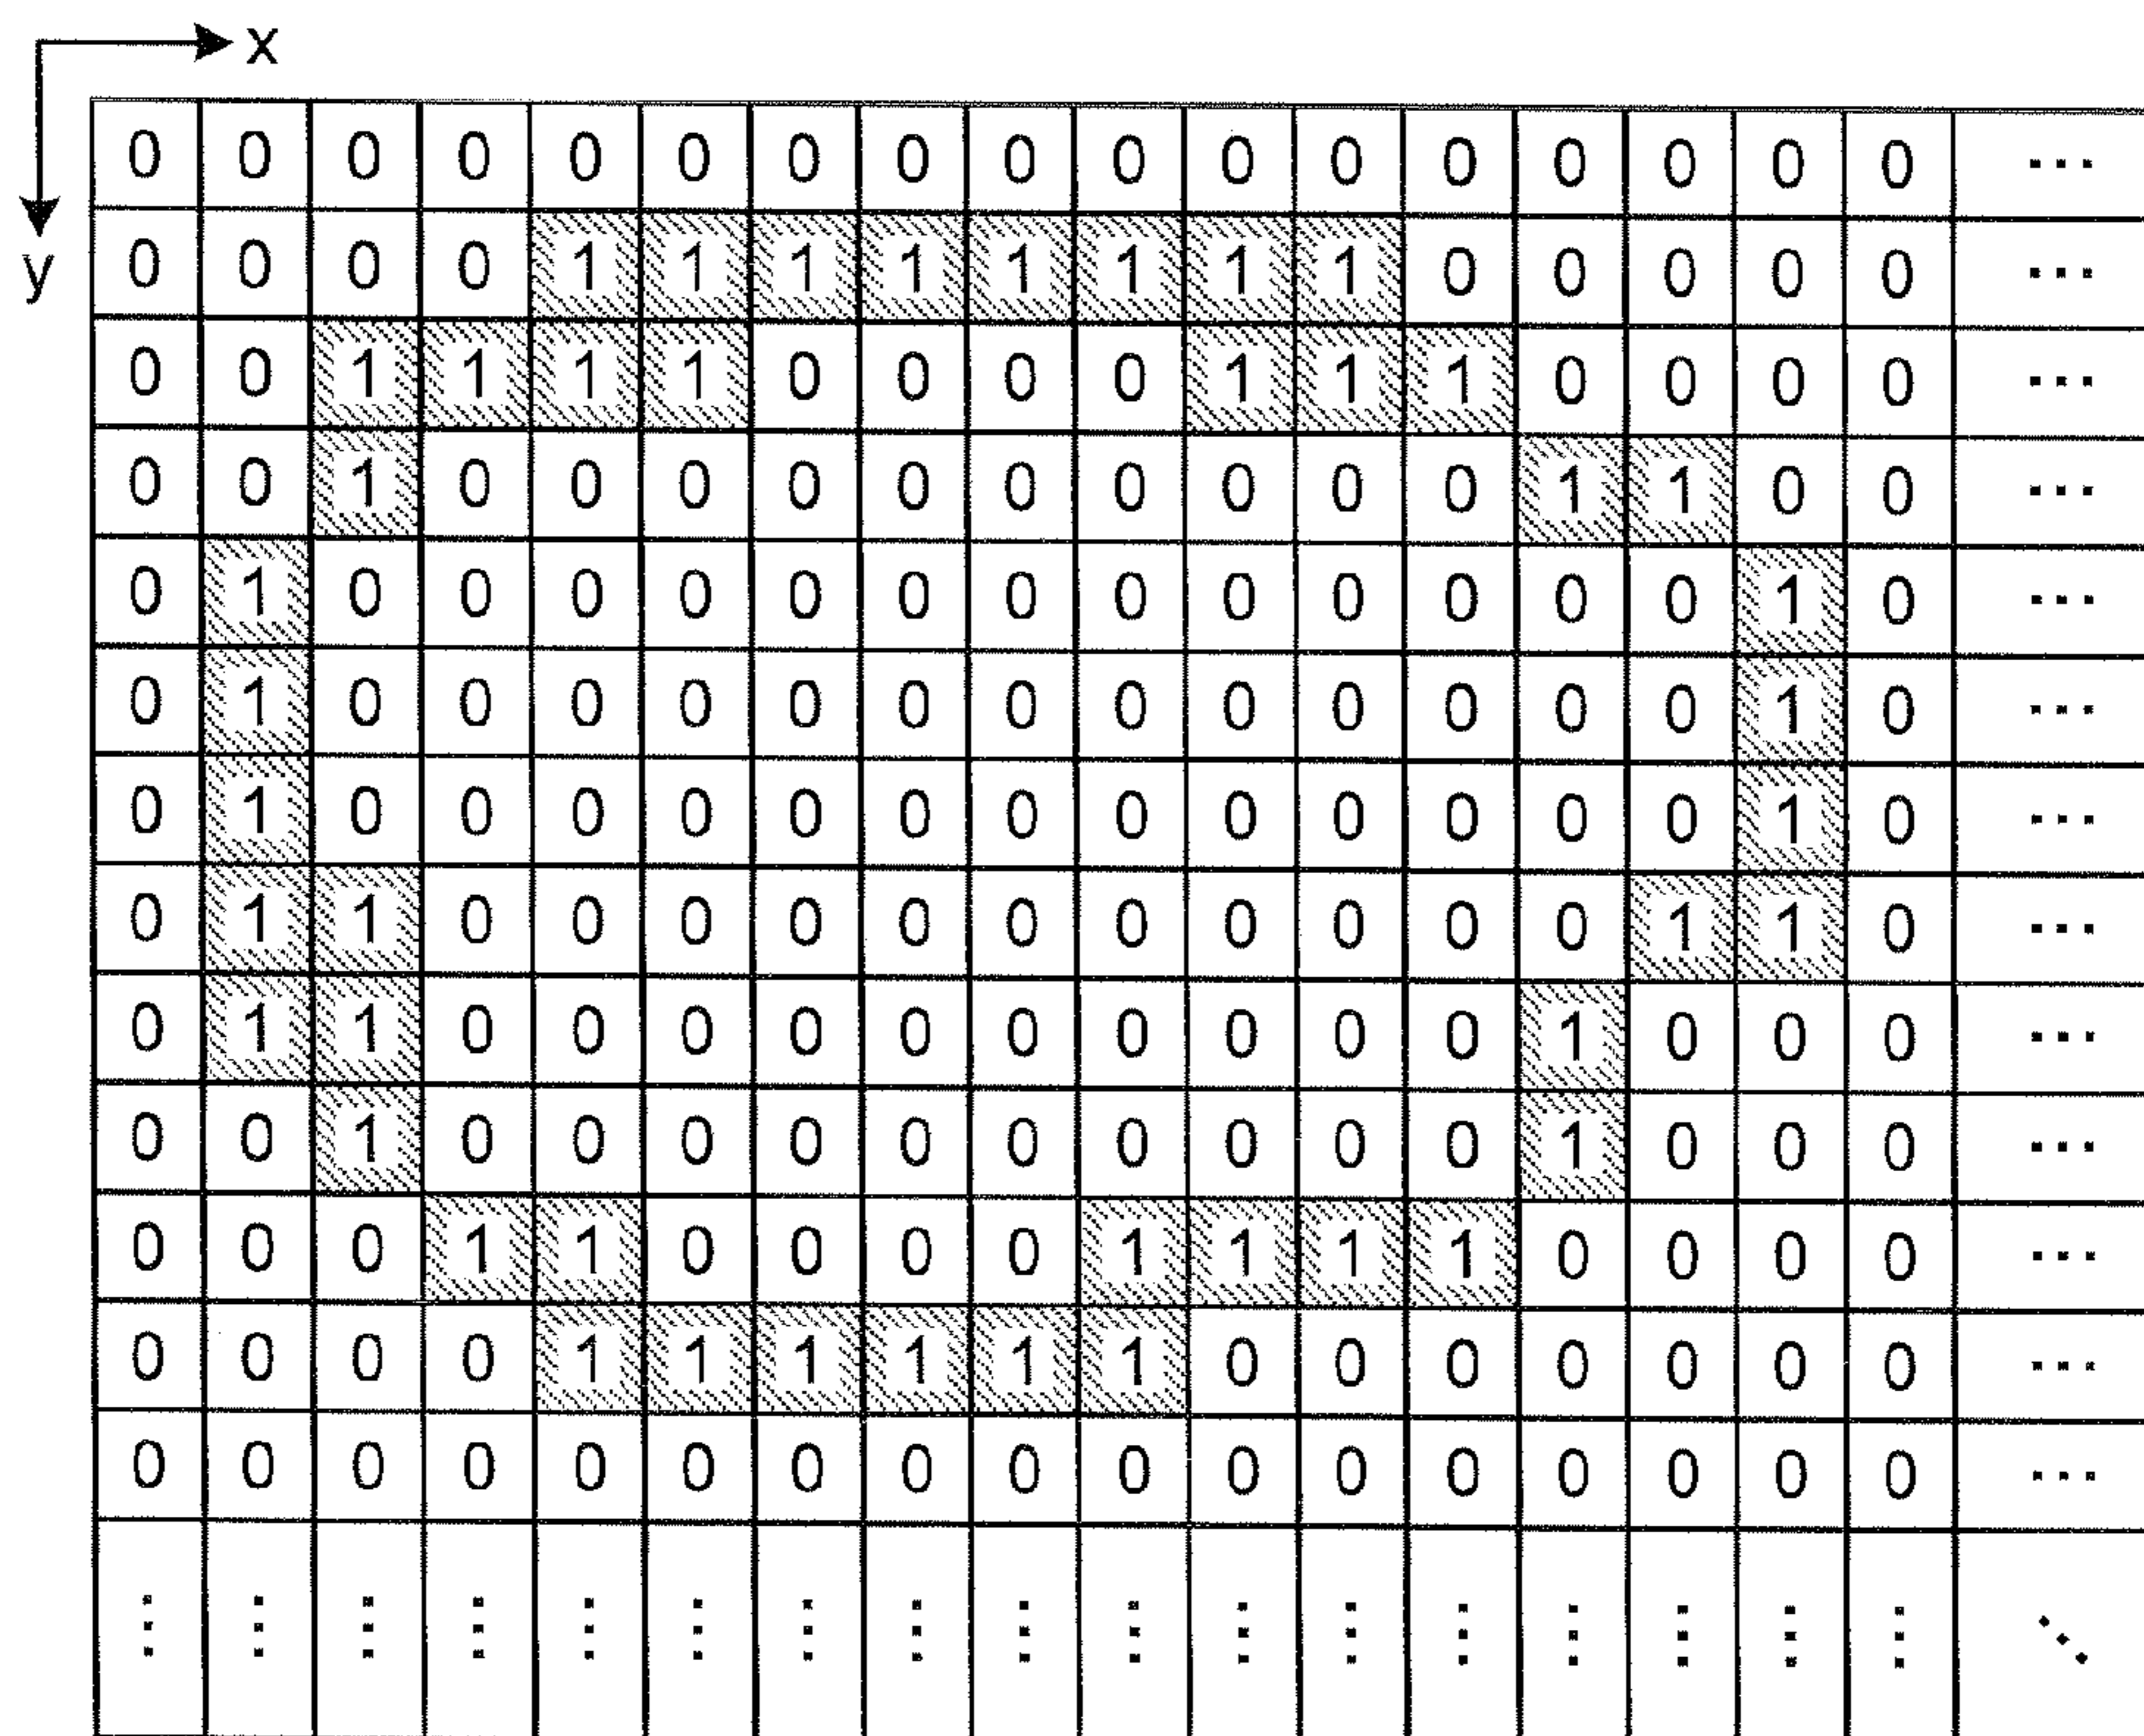 x
y
0 0 0 0 0 0 0 0 0 0 0 0 0 0 0 0 0 ...
0 0 0 0 1 1 1 1 1 1 1 1 0 0 0 0 0 ...
0 0 1 1 1 1 0 0 0 0 1 1 1 0 0 0 0 ...
0 0 1 0 0 0 0 0 0 0 0 0 0 1 1 0 0 ...
0 1 0 0 0 0 0 0 0 0 0 0 0 0 0 1 0 ...
0 1 0 0 0 0 0 0 0 0 0 0 0 0 0 1 0 ...
0 1 0 0 0 0 0 0 0 0 0 0 0 0 0 1 0 ...
0 1 1 0 0 0 0 0 0 0 0 0 0 0 1 1 0 ...
0 1 1 0 0 0 0 0 0 0 0 0 0 1 0 0 0 ...
0 0 1 0 0 0 0 0 0 0 0 0 0 1 0 0 0 ...
0 0 0 1 1 0 0 0 0 1 1 1 1 0 0 0 0 ...
0 0 0 0 1 1 1 1 1 1 0 0 0 0 0 0 0 ...
0 0 0 0 0 0 0 0 0 0 0 0 0 0 0 0 0 ...
⋮ ⋮ ⋮ ⋮ ⋮ ⋮ ⋮ ⋮ ⋮ ⋮ ⋮ ⋮ ⋮ ⋮ ⋮ ⋮ ⋮ ⋱